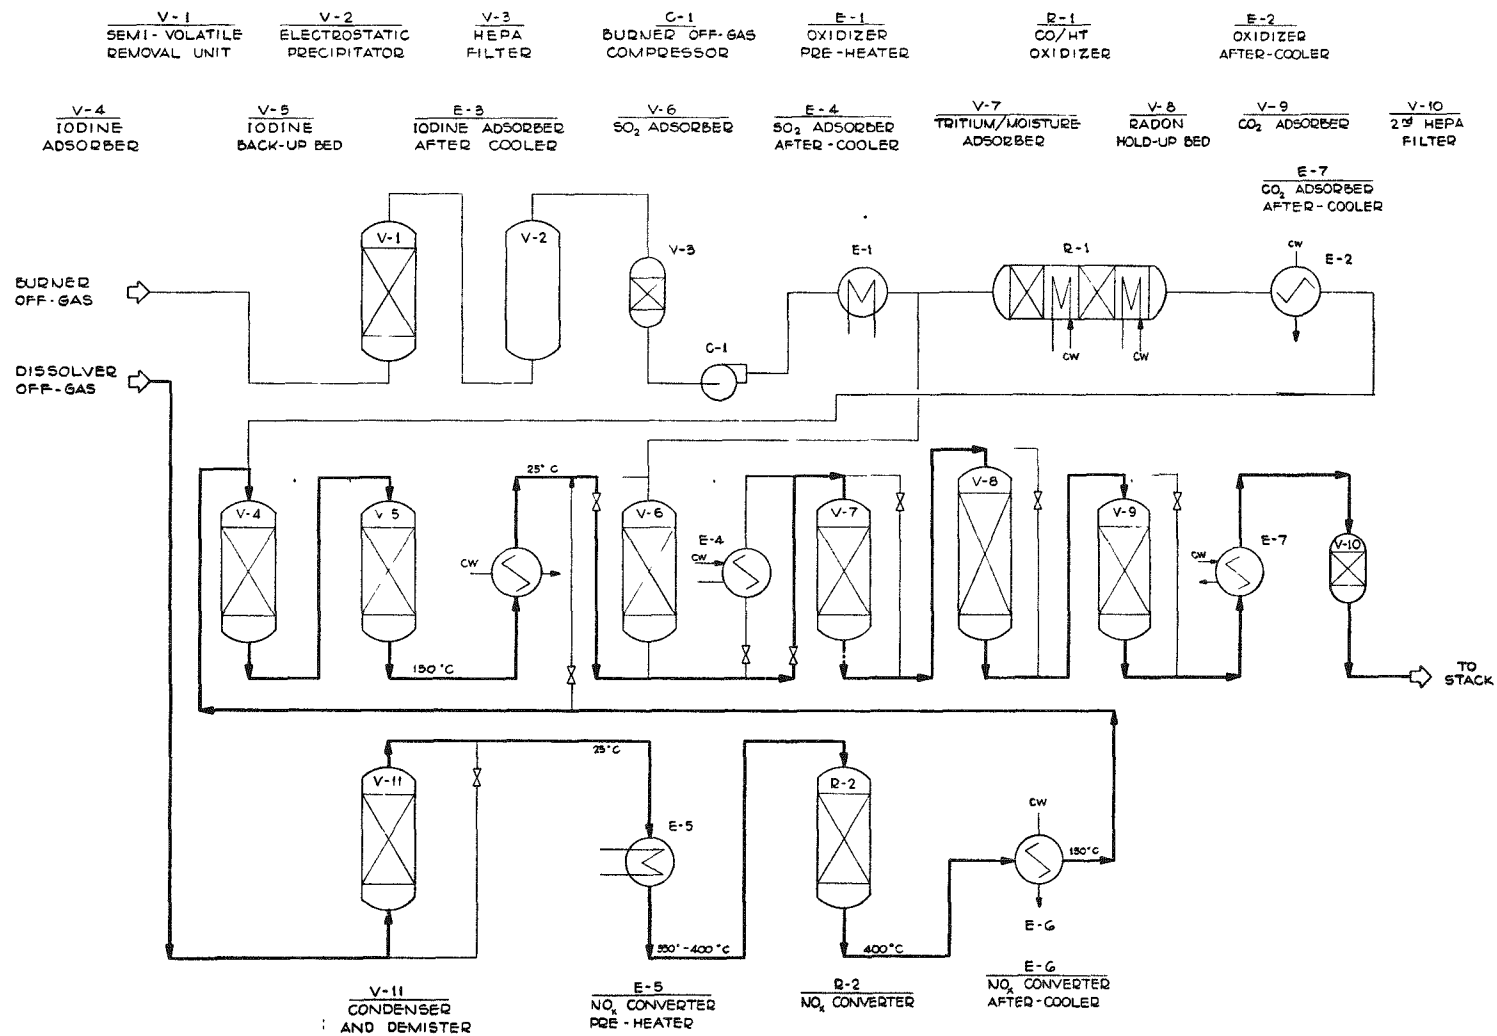 V-1
SEMI-VOLATILE
REMOVAL UNIT
V-2
ELECTROSTATIC
PRECIPITATOR
V-3
HEPA
FILTER
C-1
BURNER OFF-GAS
COMPRESSOR
E-1
OXIDIZER
PRE-HEATER
R-1
CO/HT
OXIDIZER
E-2
OXIDIZER
AFTER-COOLER
V-4
IODINE
ADSORBER
V-5
IODINE
BACK-UP BED
E-3
IODINE ADSORBER
AFTER COOLER
V-6
SO₂ ADSORBER
E-4
SO₂ ADSORBER
AFTER-COOLER
V-7
TRITIUM/MOISTURE
ADSORBER
V-8
RADON
HOLD-UP BED
V-9
CO₂ ADSORBER
V-10
2ⁿᵈ HEPA
FILTER
E-7
CO₂ ADSORBER
AFTER-COOLER
V-1
V-2
V-3
E-1
R-1
CW
E-2
BURNER
OFF-GAS
C-1
CW
CW
DISSOLVER
OFF-GAS
25°C
V-4
V-5
V-6
E-4
CW
V-7
V-8
V-9
E-7
CW
V-10
CW
150°C
TO
STACK
25°C
V-11
R-2
CW
E-5
150°C
E-6
350°-400°C
400°C
V-11
CONDENSER
AND DEMISTER
E-5
NOₓ CONVERTER
PRE-HEATER
R-2
NOₓ CONVERTER
E-6
NOₓ CONVERTER
AFTER-COOLER